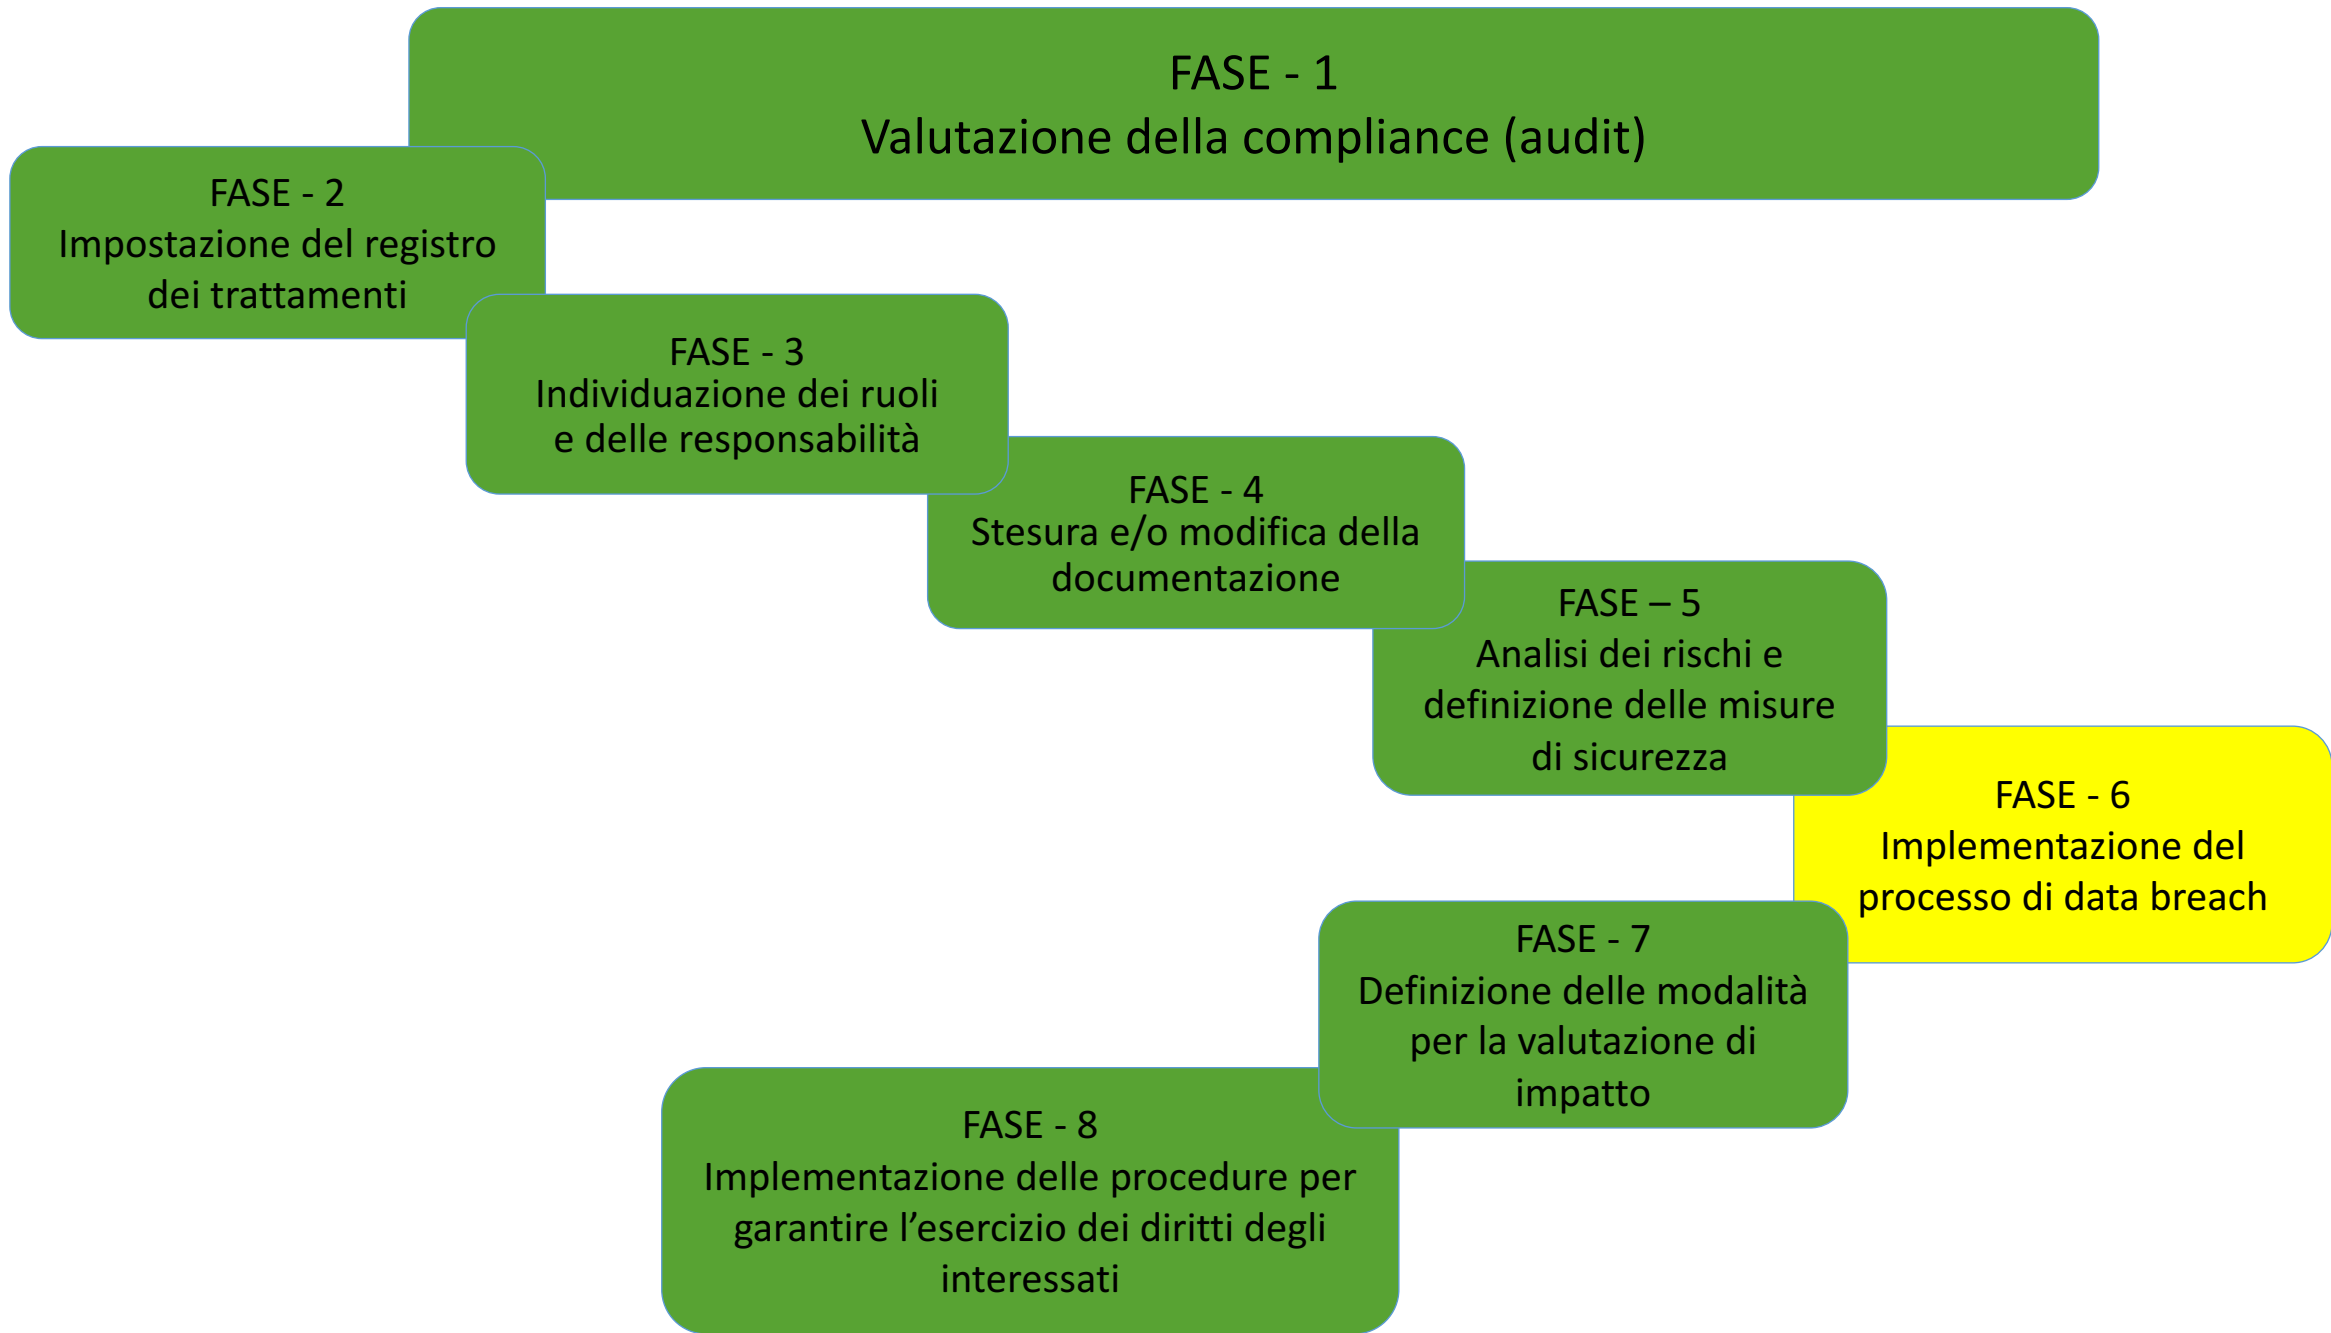 FASE - 1
Valutazione della compliance (audit)
FASE - 2
Impostazione del registro
dei trattamenti
FASE - 3
Individuazione dei ruoli
e delle responsabilità
FASE - 4
Stesura e/o modifica della
documentazione
FASE – 5
Analisi dei rischi e
definizione delle misure
di sicurezza
FASE - 6
Implementazione del
processo di data breach
FASE - 7
Definizione delle modalità
per la valutazione di
impatto
FASE - 8
Implementazione delle procedure per
garantire l’esercizio dei diritti degli
interessati